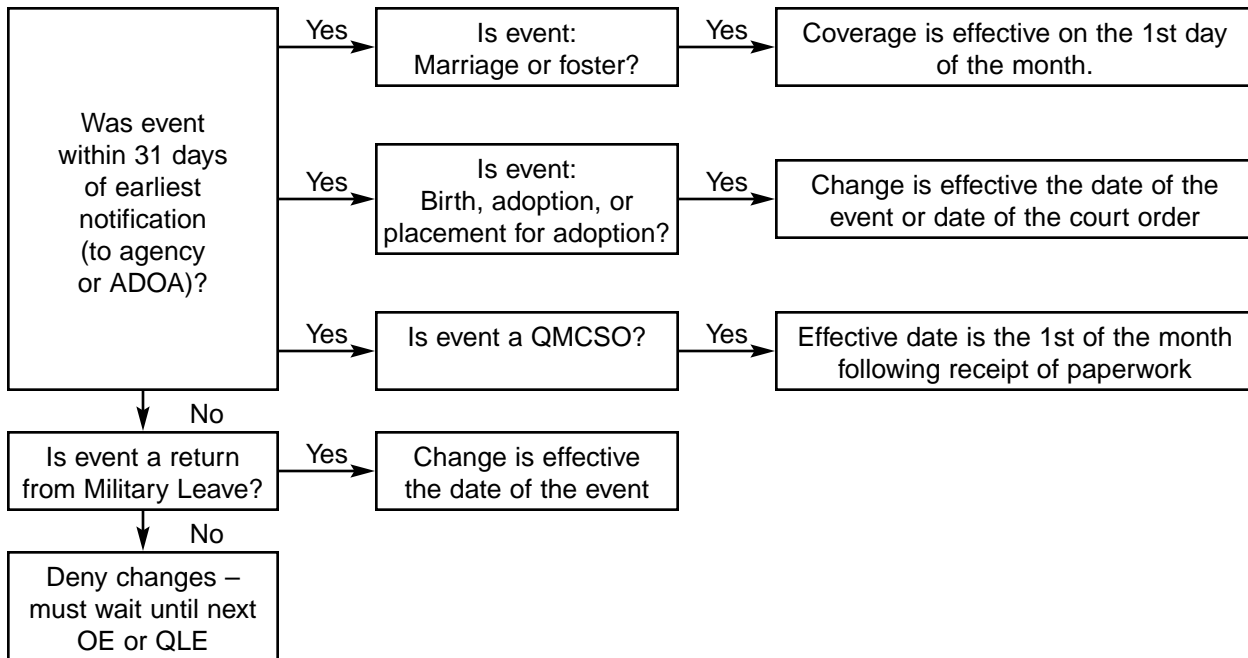 Was event
within 31 days
of earliest
notification
(to agency
or ADOA)?
Yes
Is event:
Marriage or foster?
Yes
Coverage is effective on the 1st day
of the month.
Yes
Is event:
Birth, adoption, or
placement for adoption?
Yes
Change is effective the date of the
event or date of the court order
Yes
Is event a QMCSO?
Yes
Effective date is the 1st of the month
following receipt of paperwork
No
Is event a return
from Military Leave?
Yes
Change is effective
the date of the event
No
Deny changes –
must wait until next
OE or QLE